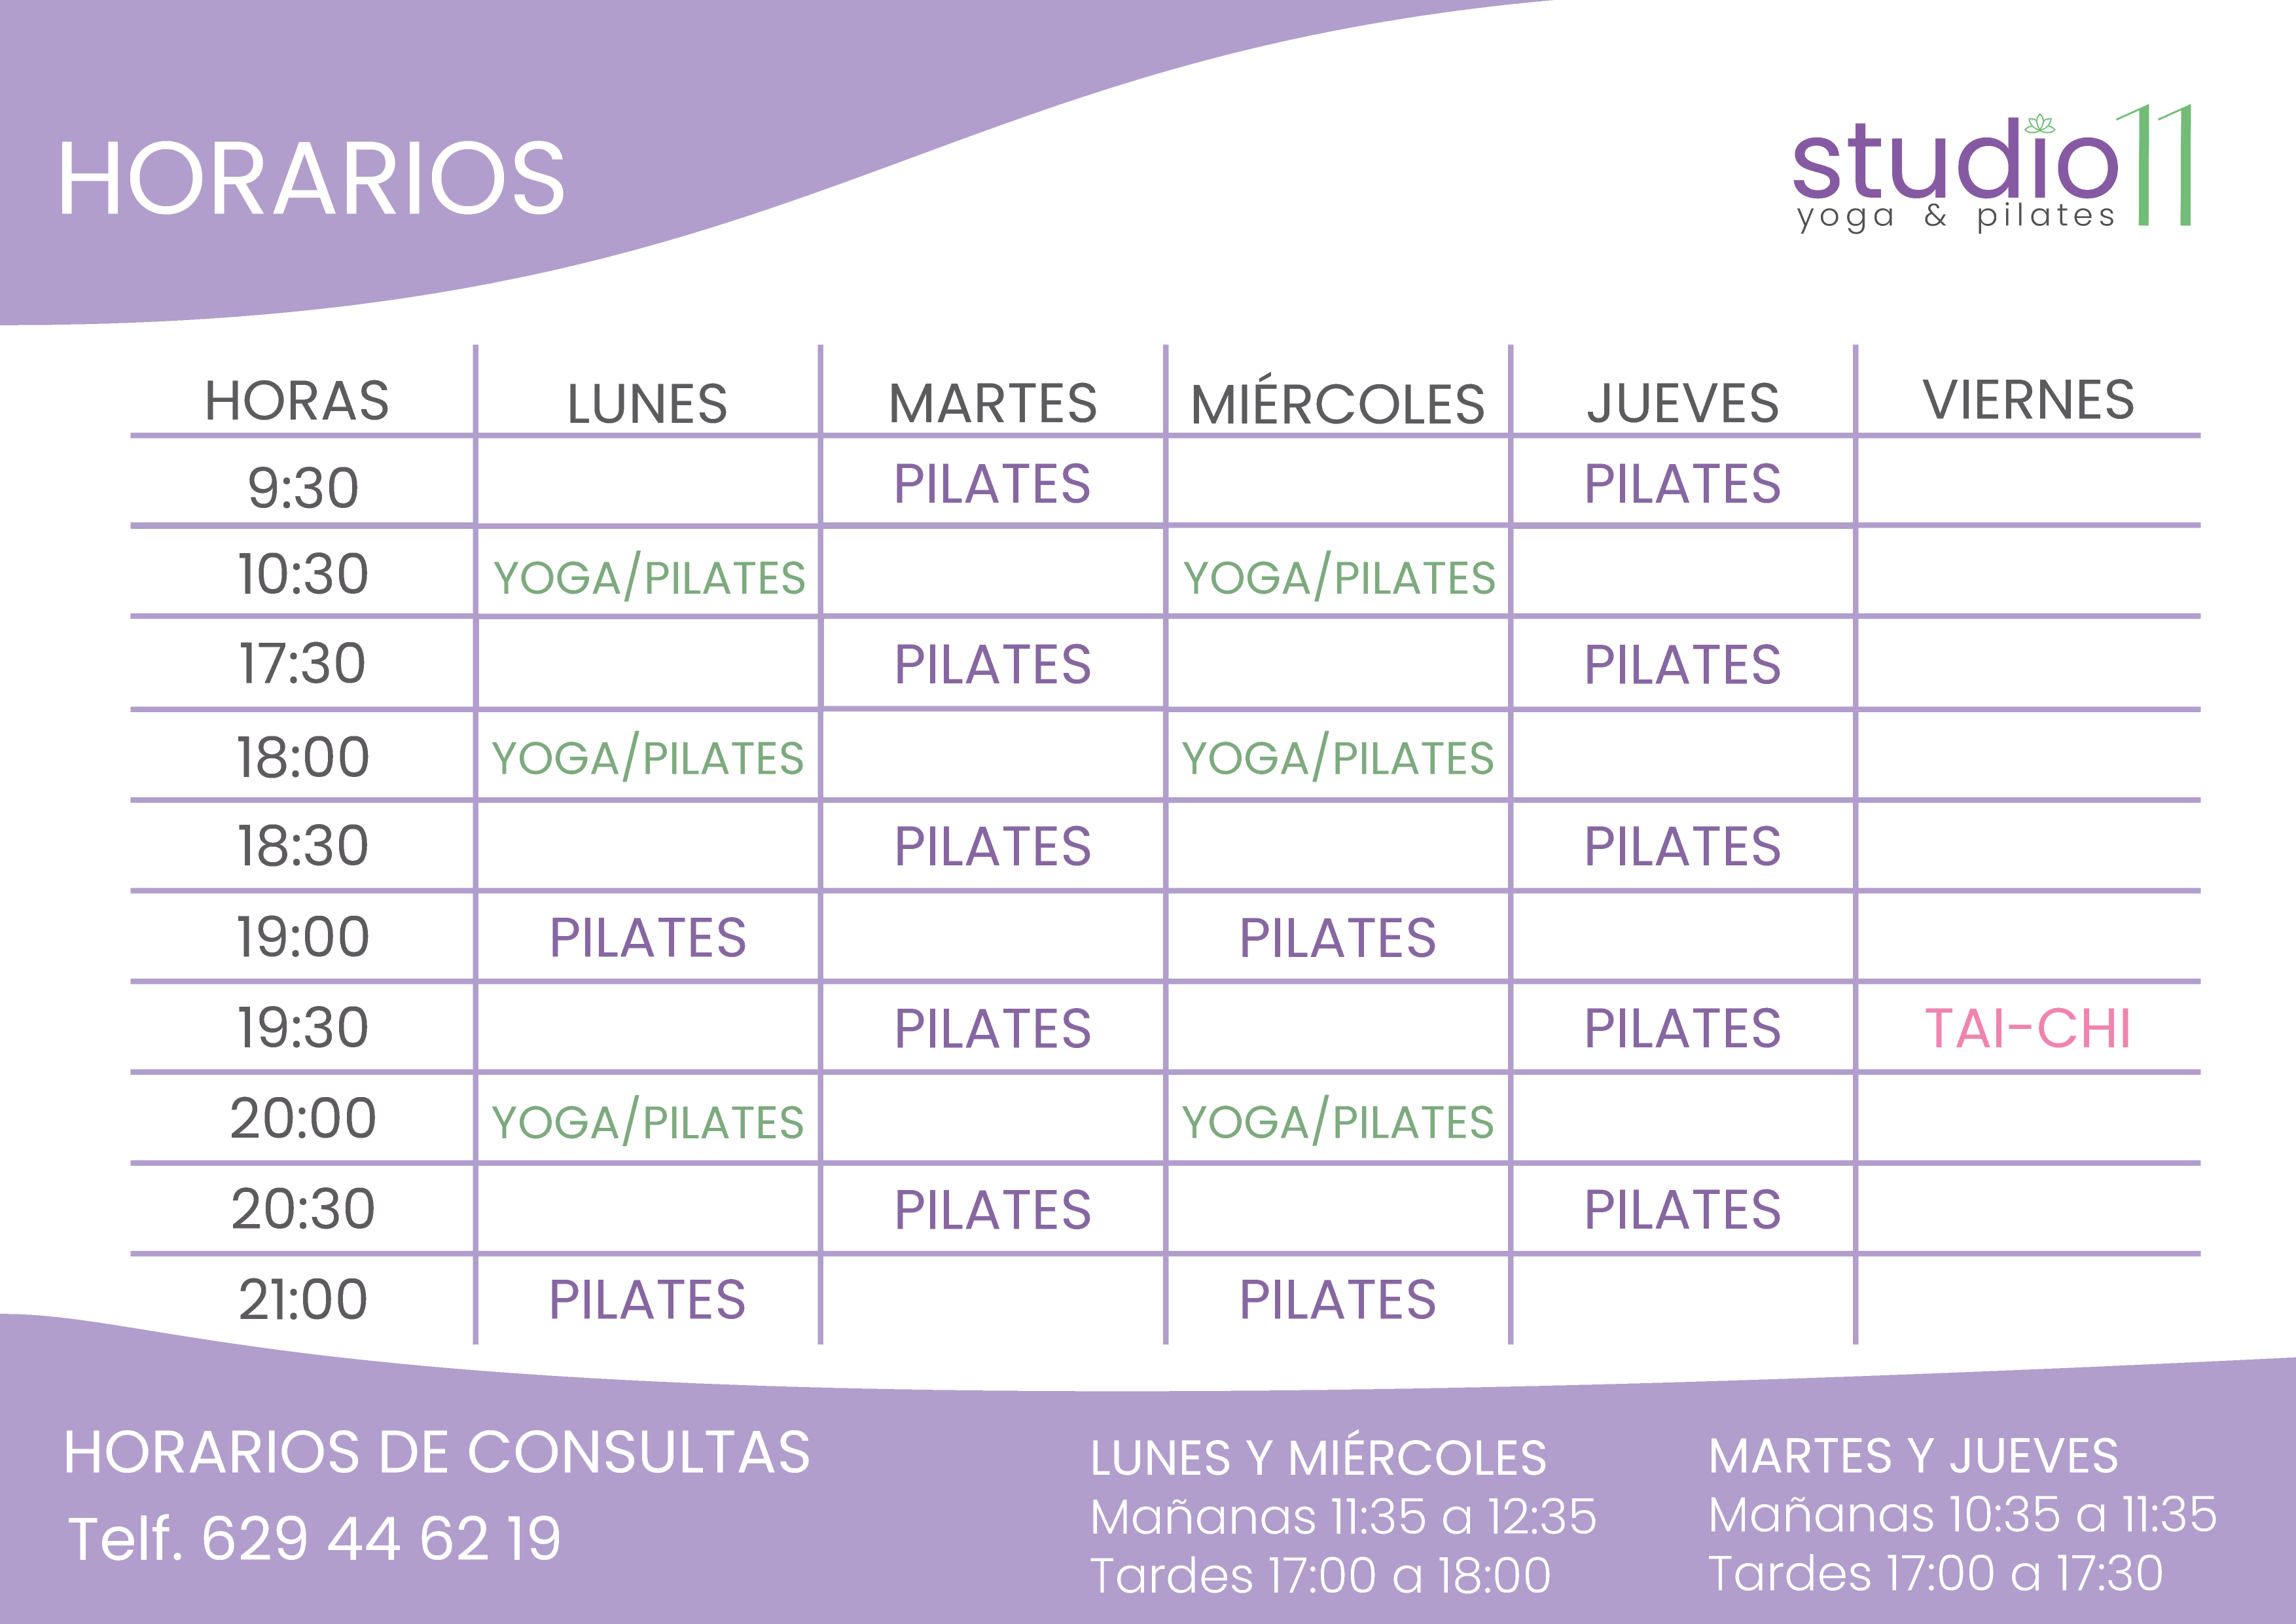 HORARIOS
studio11
yoga & pilates
HORAS LUNES MARTES MIÉRCOLES JUEVES VIERNES
9:30 PILATES PILATES
10:30 YOGA/PILATES YOGA/PILATES
17:30 PILATES PILATES
18:00 YOGA/PILATES YOGA/PILATES
18:30 PILATES PILATES
19:00 PILATES PILATES
19:30 PILATES PILATES TAI-CHI
20:00 YOGA/PILATES YOGA/PILATES
20:30 PILATES PILATES
21:00 PILATES PILATES
HORARIOS DE CONSULTAS
Telf. 629 44 62 19
LUNES Y MIÉRCOLES
Mañanas 11:35 a 12:35
Tardes 17:00 a 18:00
MARTES Y JUEVES
Mañanas 10:35 a 11:35
Tardes 17:00 a 17:30